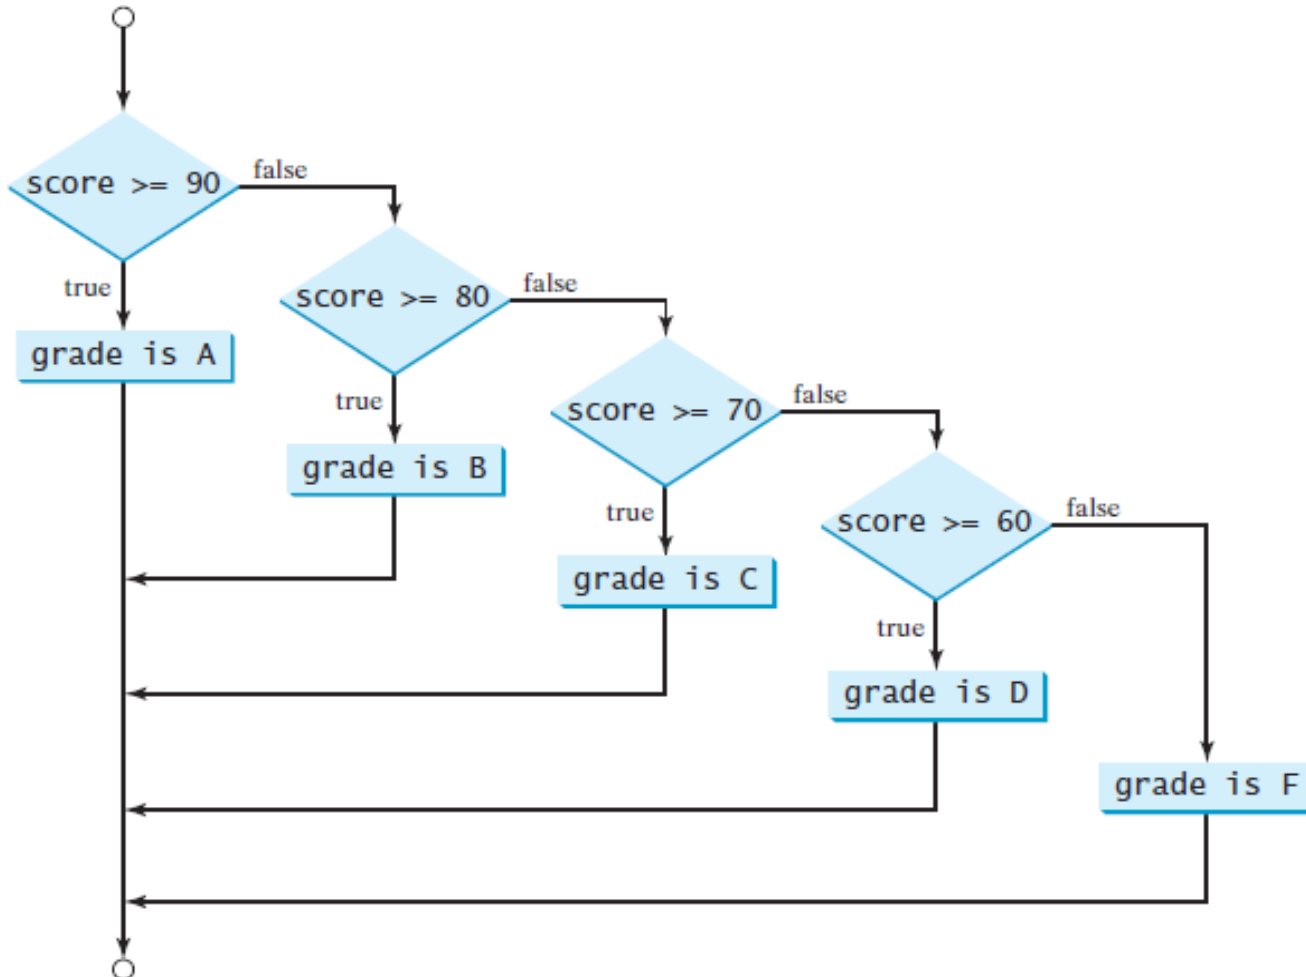 score >= 90
false
true
grade is A
score >= 80
false
true
grade is B
score >= 70
false
true
grade is C
score >= 60
false
true
grade is D
grade is F